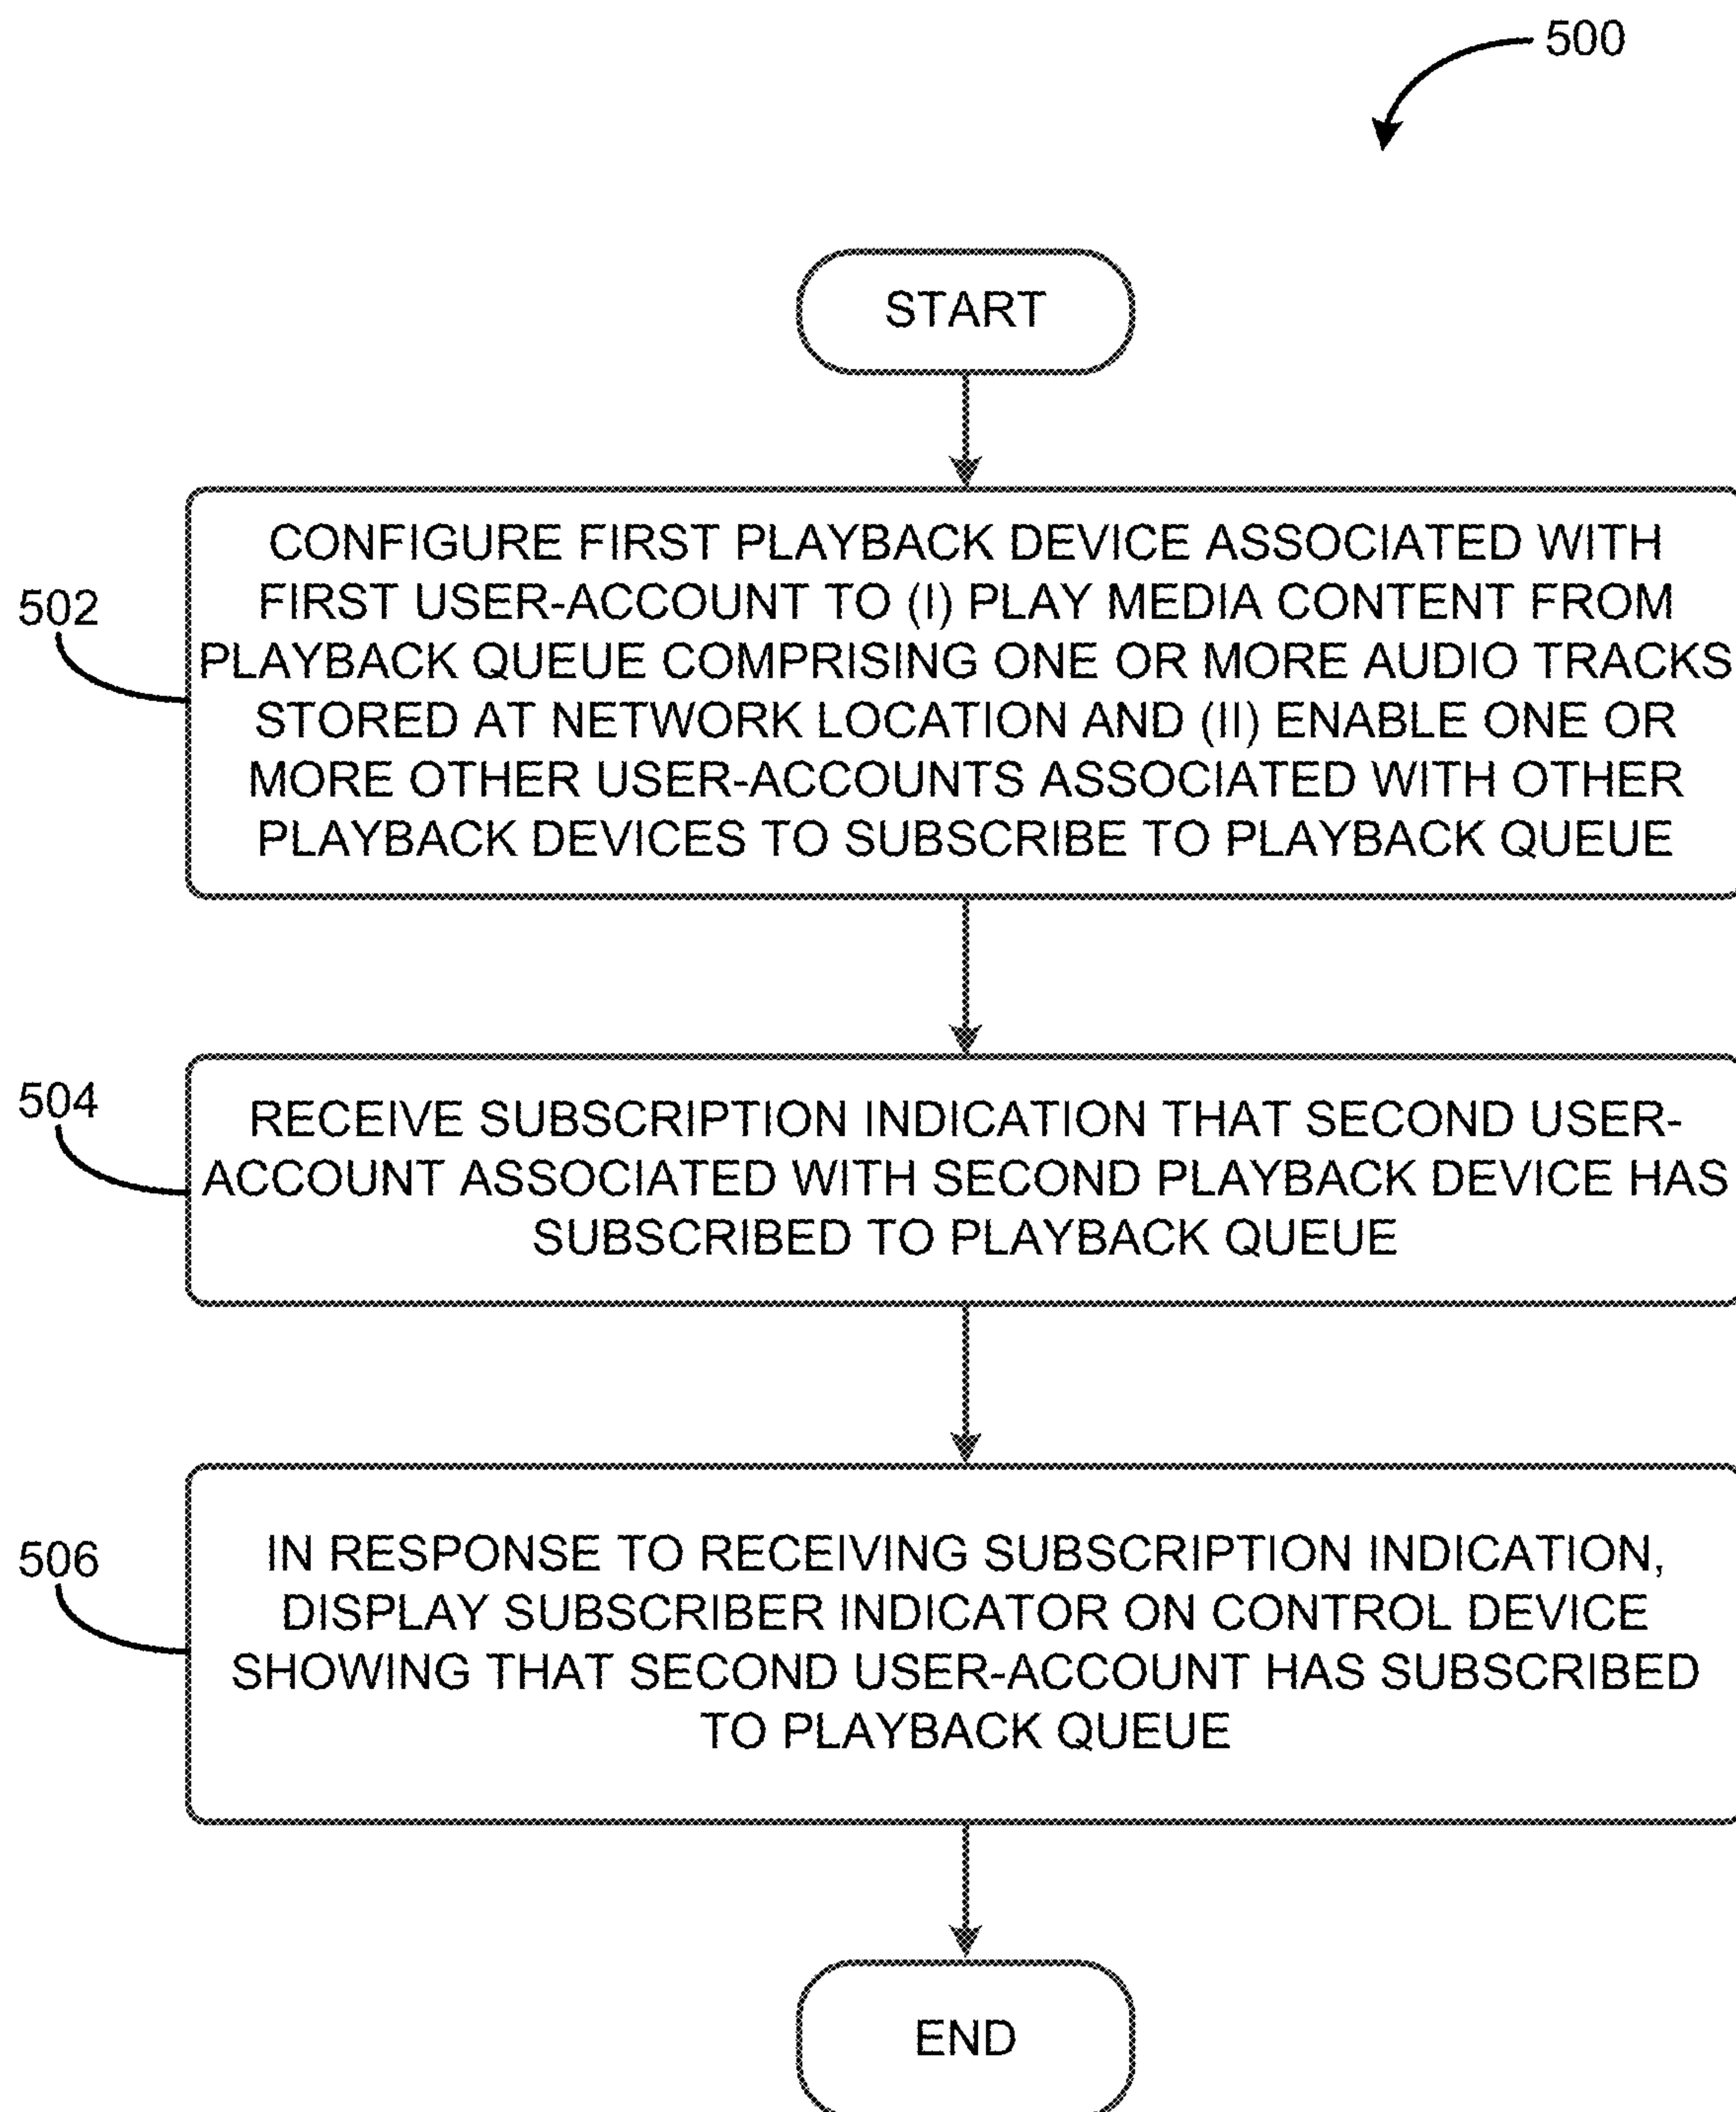 500
START
502
CONFIGURE FIRST PLAYBACK DEVICE ASSOCIATED WITH
FIRST USER-ACCOUNT TO (I) PLAY MEDIA CONTENT FROM
PLAYBACK QUEUE COMPRISING ONE OR MORE AUDIO TRACKS
STORED AT NETWORK LOCATION AND (II) ENABLE ONE OR
MORE OTHER USER-ACCOUNTS ASSOCIATED WITH OTHER
PLAYBACK DEVICES TO SUBSCRIBE TO PLAYBACK QUEUE
504
RECEIVE SUBSCRIPTION INDICATION THAT SECOND USER-
ACCOUNT ASSOCIATED WITH SECOND PLAYBACK DEVICE HAS
SUBSCRIBED TO PLAYBACK QUEUE
506
IN RESPONSE TO RECEIVING SUBSCRIPTION INDICATION,
DISPLAY SUBSCRIBER INDICATOR ON CONTROL DEVICE
SHOWING THAT SECOND USER-ACCOUNT HAS SUBSCRIBED
TO PLAYBACK QUEUE
END